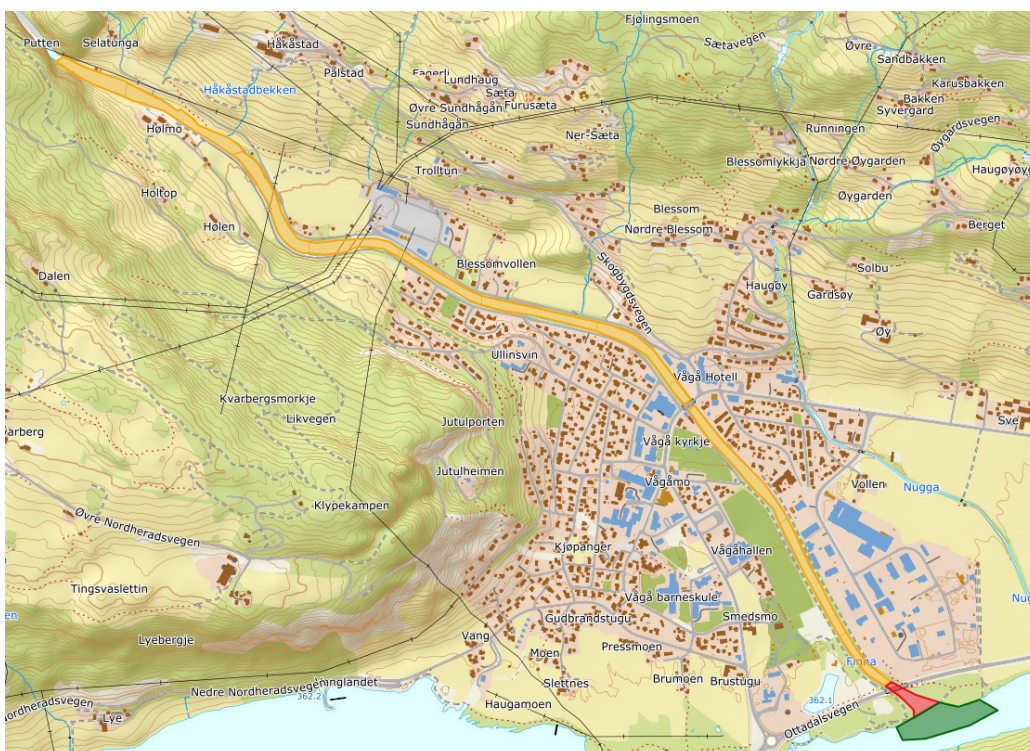 Fjølingsmoen
Putten
Selatunga
Håkåstad
Sætavegen
Øvre
Sandbakken
Pålstad
Fagerli
Lundhaug
Sæta
Håkåstadbekken
Karusbakken
Bakken
Øvre Sundhågån
Furusæta
Syvergard
Sundhågån
Hølmo
Ner-Sæta
Runningen
Øygardsvegen
Trolltun
Blessomlykkja
Nørdre Øygarden
Haugøyøyg
Holtop
Øygarden
Blessom
Hølen
Nørdre Blessom
Berget
Dalen
Blessomvollen
Skogbygdsvegen
Solbu
Haugøy
Gardsøy
Øy
Ullinsvin
Vågå Hotell
Kvarbergsmorkje
Likvegen
Jutulporten
Sve
varberg
Vågå kyrkje
Jutulheimen
Vågåmo
Vollen
Nugga
Klypekampen
Øvre Nordheradsvegen
Kjøpanger
Vågåhallen
Tingsvaslettin
Vågå barneskule
Nug
en
Gudbrandstugu
Smedsmo
Lyebergje
Vang
Pressmoen
Moen
Finna
Slettnes
Brumoen
Brustugu
Nedre Nordheradsvegen
anglandet
362.2
362.1
Nordheradsvegen
Haugamoen
Lye
Ottadalsvegen